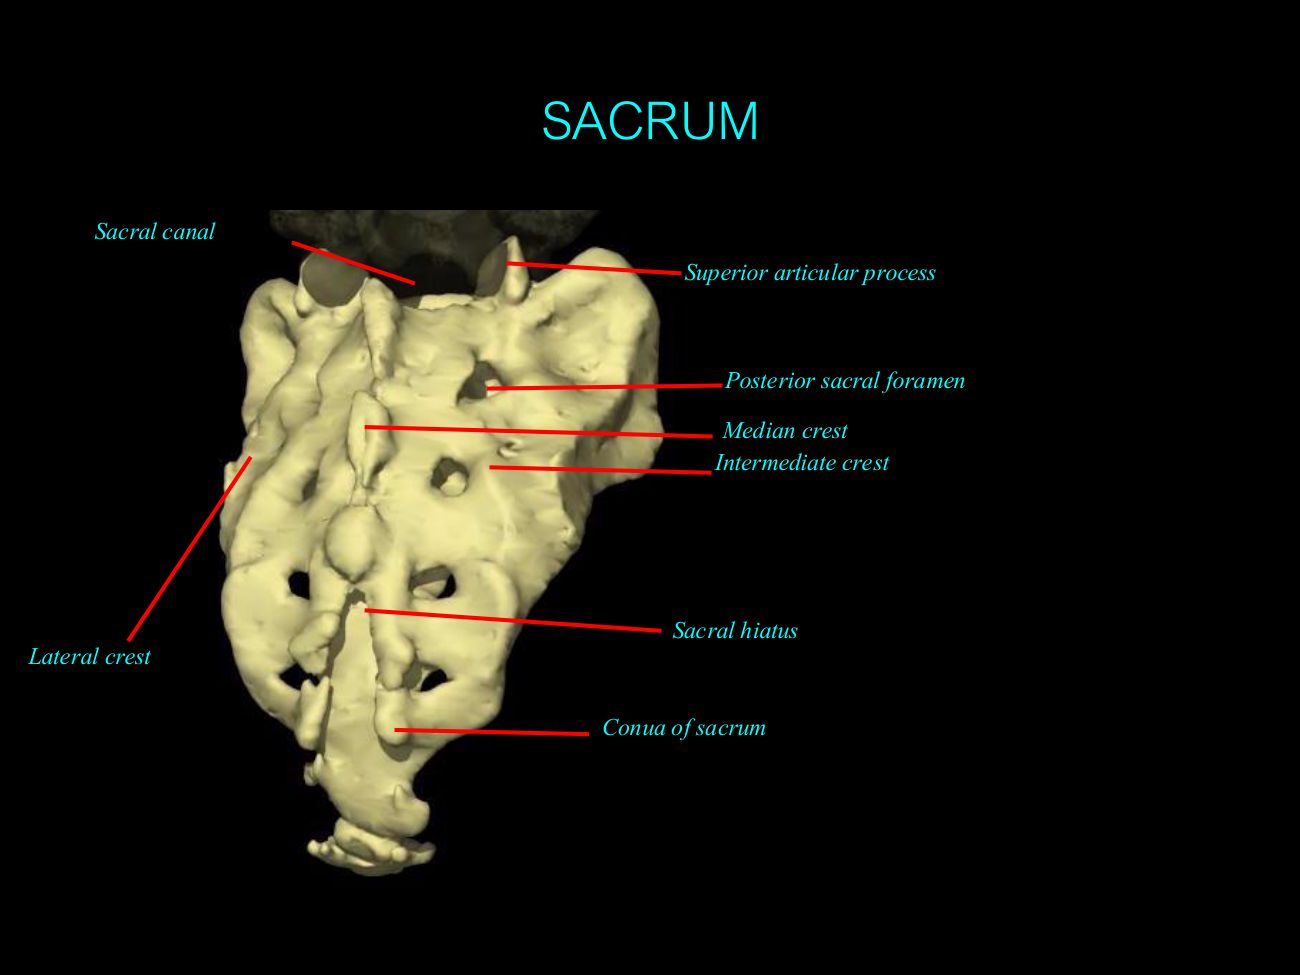 SACRUM
Sacral canal
Superior articular process
Posterior sacral foramen
Median crest
Intermediate crest
Sacral hiatus
Lateral crest
Conua of sacrum